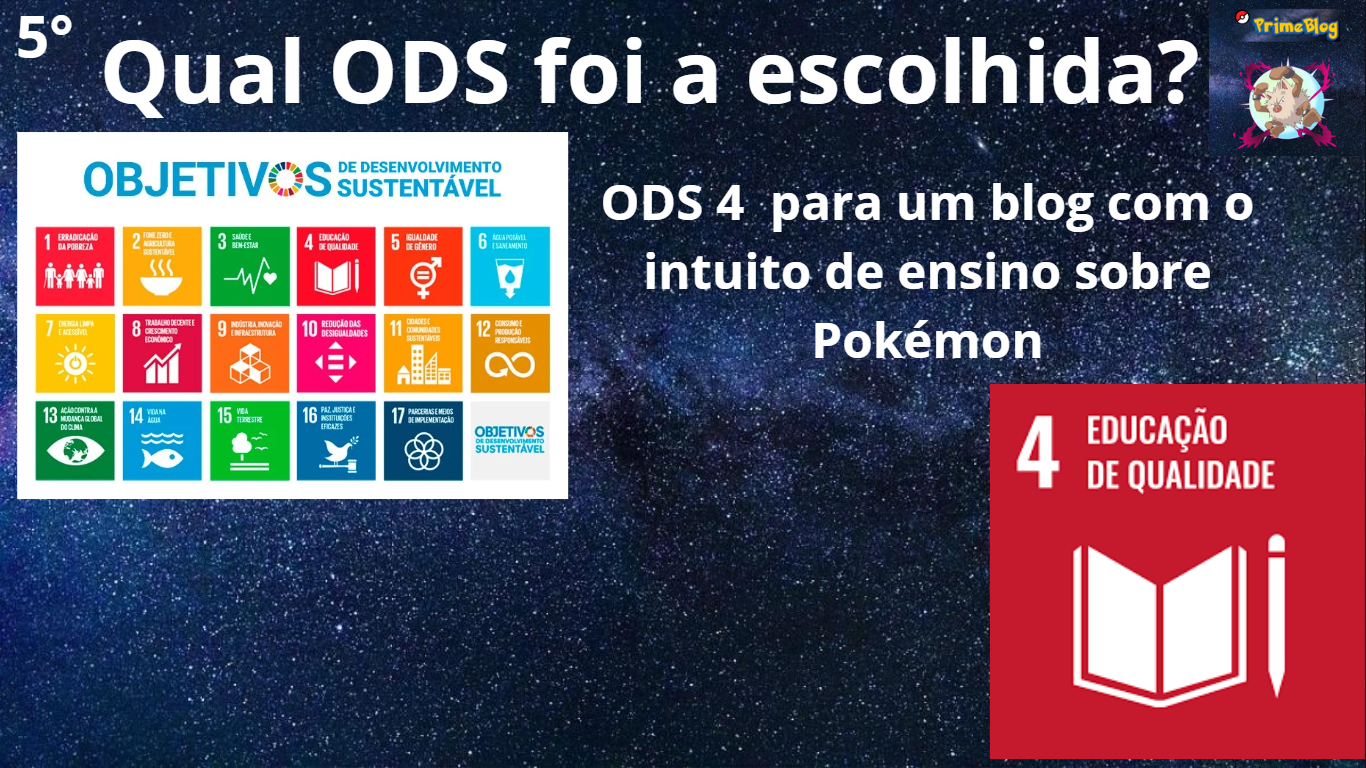 5°
Qual ODS foi a escolhida?
PrimeBlog
OBJETIVOS
DE DESENVOLVIMENTO
SUSTENTÁVEL
ODS 4 para um blog com o
intuito de ensino sobre
Pokémon
1 ERRADICAÇÃO
DA POBREZA
2 FOME ZERO E
AGRICULTURA
SUSTENTÁVEL
3 SAÚDE E
BEM-ESTAR
4 EDUCAÇÃO
DE QUALIDADE
5 IGUALDADE
DE GÊNERO
6 ÁGUA POTÁVEL
E SANEAMENTO
7 ENERGIA LIMPA
E ACESSÍVEL
8 TRABALHO DECENTE E
CRESCIMENTO
ECONÔMICO
9 INDÚSTRIA, INOVAÇÃO
E INFRAESTRUTURA
10 REDUÇÃO DAS
DESIGUALDADES
11 CIDADES E
COMUNIDADES
SUSTENTÁVEIS
12 CONSUMO E
PRODUÇÃO
RESPONSÁVEIS
13 AÇÃO CONTRA A
MUDANÇA GLOBAL
DO CLIMA
14 VIDA NA
ÁGUA
15 VIDA
TERRESTRE
16 PAZ, JUSTIÇA E
INSTITUIÇÕES
EFICAZES
17 PARCERIAS E MEIOS
DE IMPLEMENTAÇÃO
OBJETIVOS
DE DESENVOLVIMENTO
SUSTENTÁVEL
4 EDUCAÇÃO
DE QUALIDADE